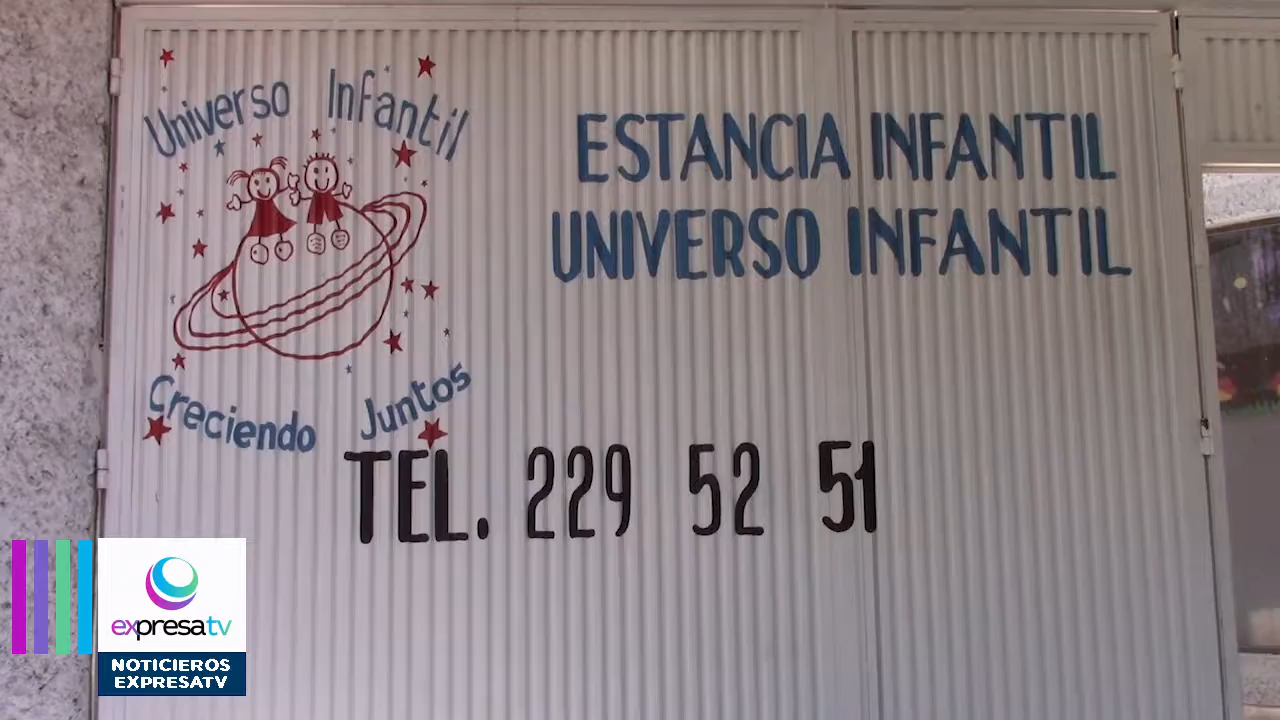 Universo Infantil
ESTANCIA INFANTIL
UNIVERSO INFANTIL
Creciendo Juntos
TEL. 229 52 51
expresatv
NOTICIEROS
EXPRESATV